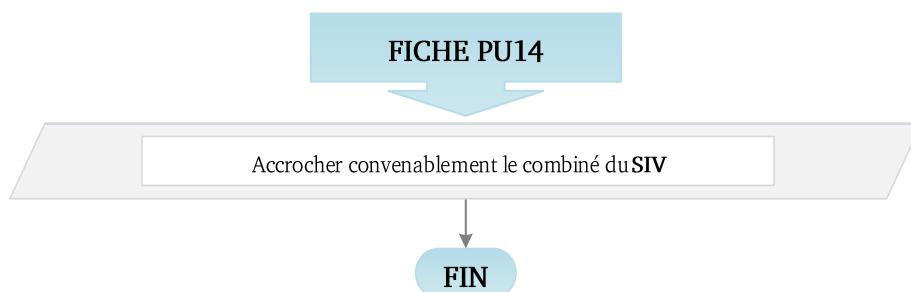 FICHE PU14
Accrocher convenablement le combiné du SIV
FIN